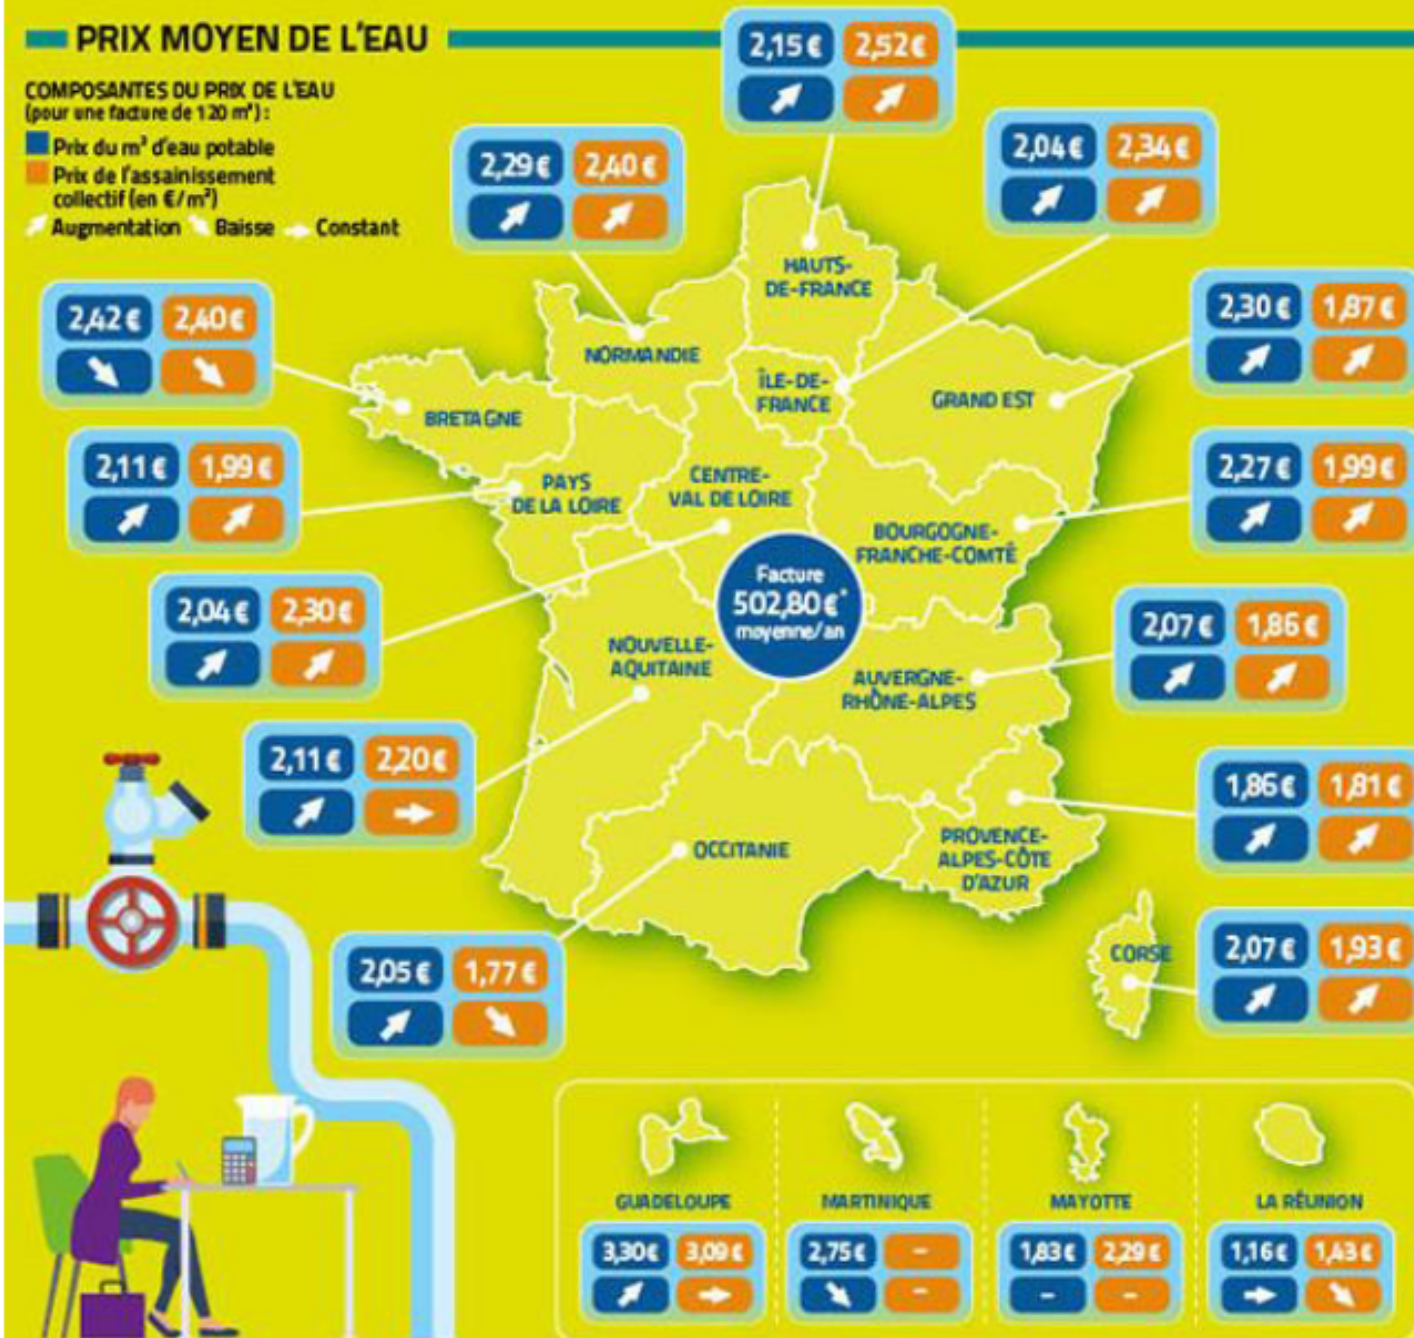 PRIX MOYEN DE L'EAU
COMPOSANTES DU PRIX DE L'EAU
(pour une facture de 120 m³) :
Prix du m³ d'eau potable
Prix de l'assainissement
collectif (en €/m³)
Augmentation Baisse Constant
2,15 € 2,52 €
2,29 € 2,40 €
2,04 € 2,34 €
2,42 € 2,40 €
2,30 € 1,87 €
2,11 € 1,99 €
2,27 € 1,99 €
2,04 € 2,30 €
2,07 € 1,86 €
2,11 € 2,20 €
1,86 € 1,81 €
2,05 € 1,77 €
2,07 € 1,93 €
HAUTS-
DE-FRANCE
NORMANDIE
ÎLE-DE-
FRANCE
GRAND EST
BRETAGNE
PAYS
DE LA LOIRE
CENTRE-
VAL DE LOIRE
BOURGOGNE-
FRANCHE-COMTÉ
Facture
502,80 €*
moyenne/an
NOUVELLE-
AQUITAINE
AUVERGNE-
RHÔNE-ALPES
OCCITANIE
PROVENCE-
ALPES-CÔTE
D'AZUR
CORSE
GUADELOUPE
3,30 € 3,09 €
MARTINIQUE
2,75 € -
-
MAYOTTE
1,83 € 2,29 €
- -
LA RÉUNION
1,16 € 1,43 €